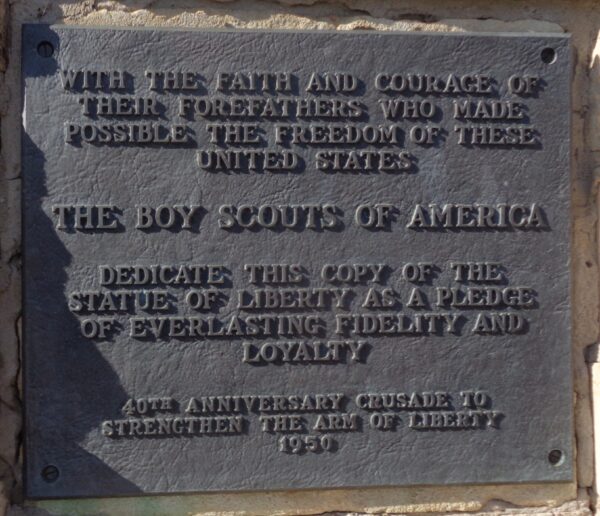 WITH THE FAITH AND COURAGE OF
THEIR FOREFATHERS WHO MADE
POSSIBLE THE FREEDOM OF THESE
UNITED STATES
THE BOY SCOUTS OF AMERICA
DEDICATE THIS COPY OF THE
STATUE OF LIBERTY AS A PLEDGE
OF EVERLASTING FIDELITY AND
LOYALTY
40TH ANNIVERSARY CRUSADE TO
STRENGTHEN THE ARM OF LIBERTY
1950